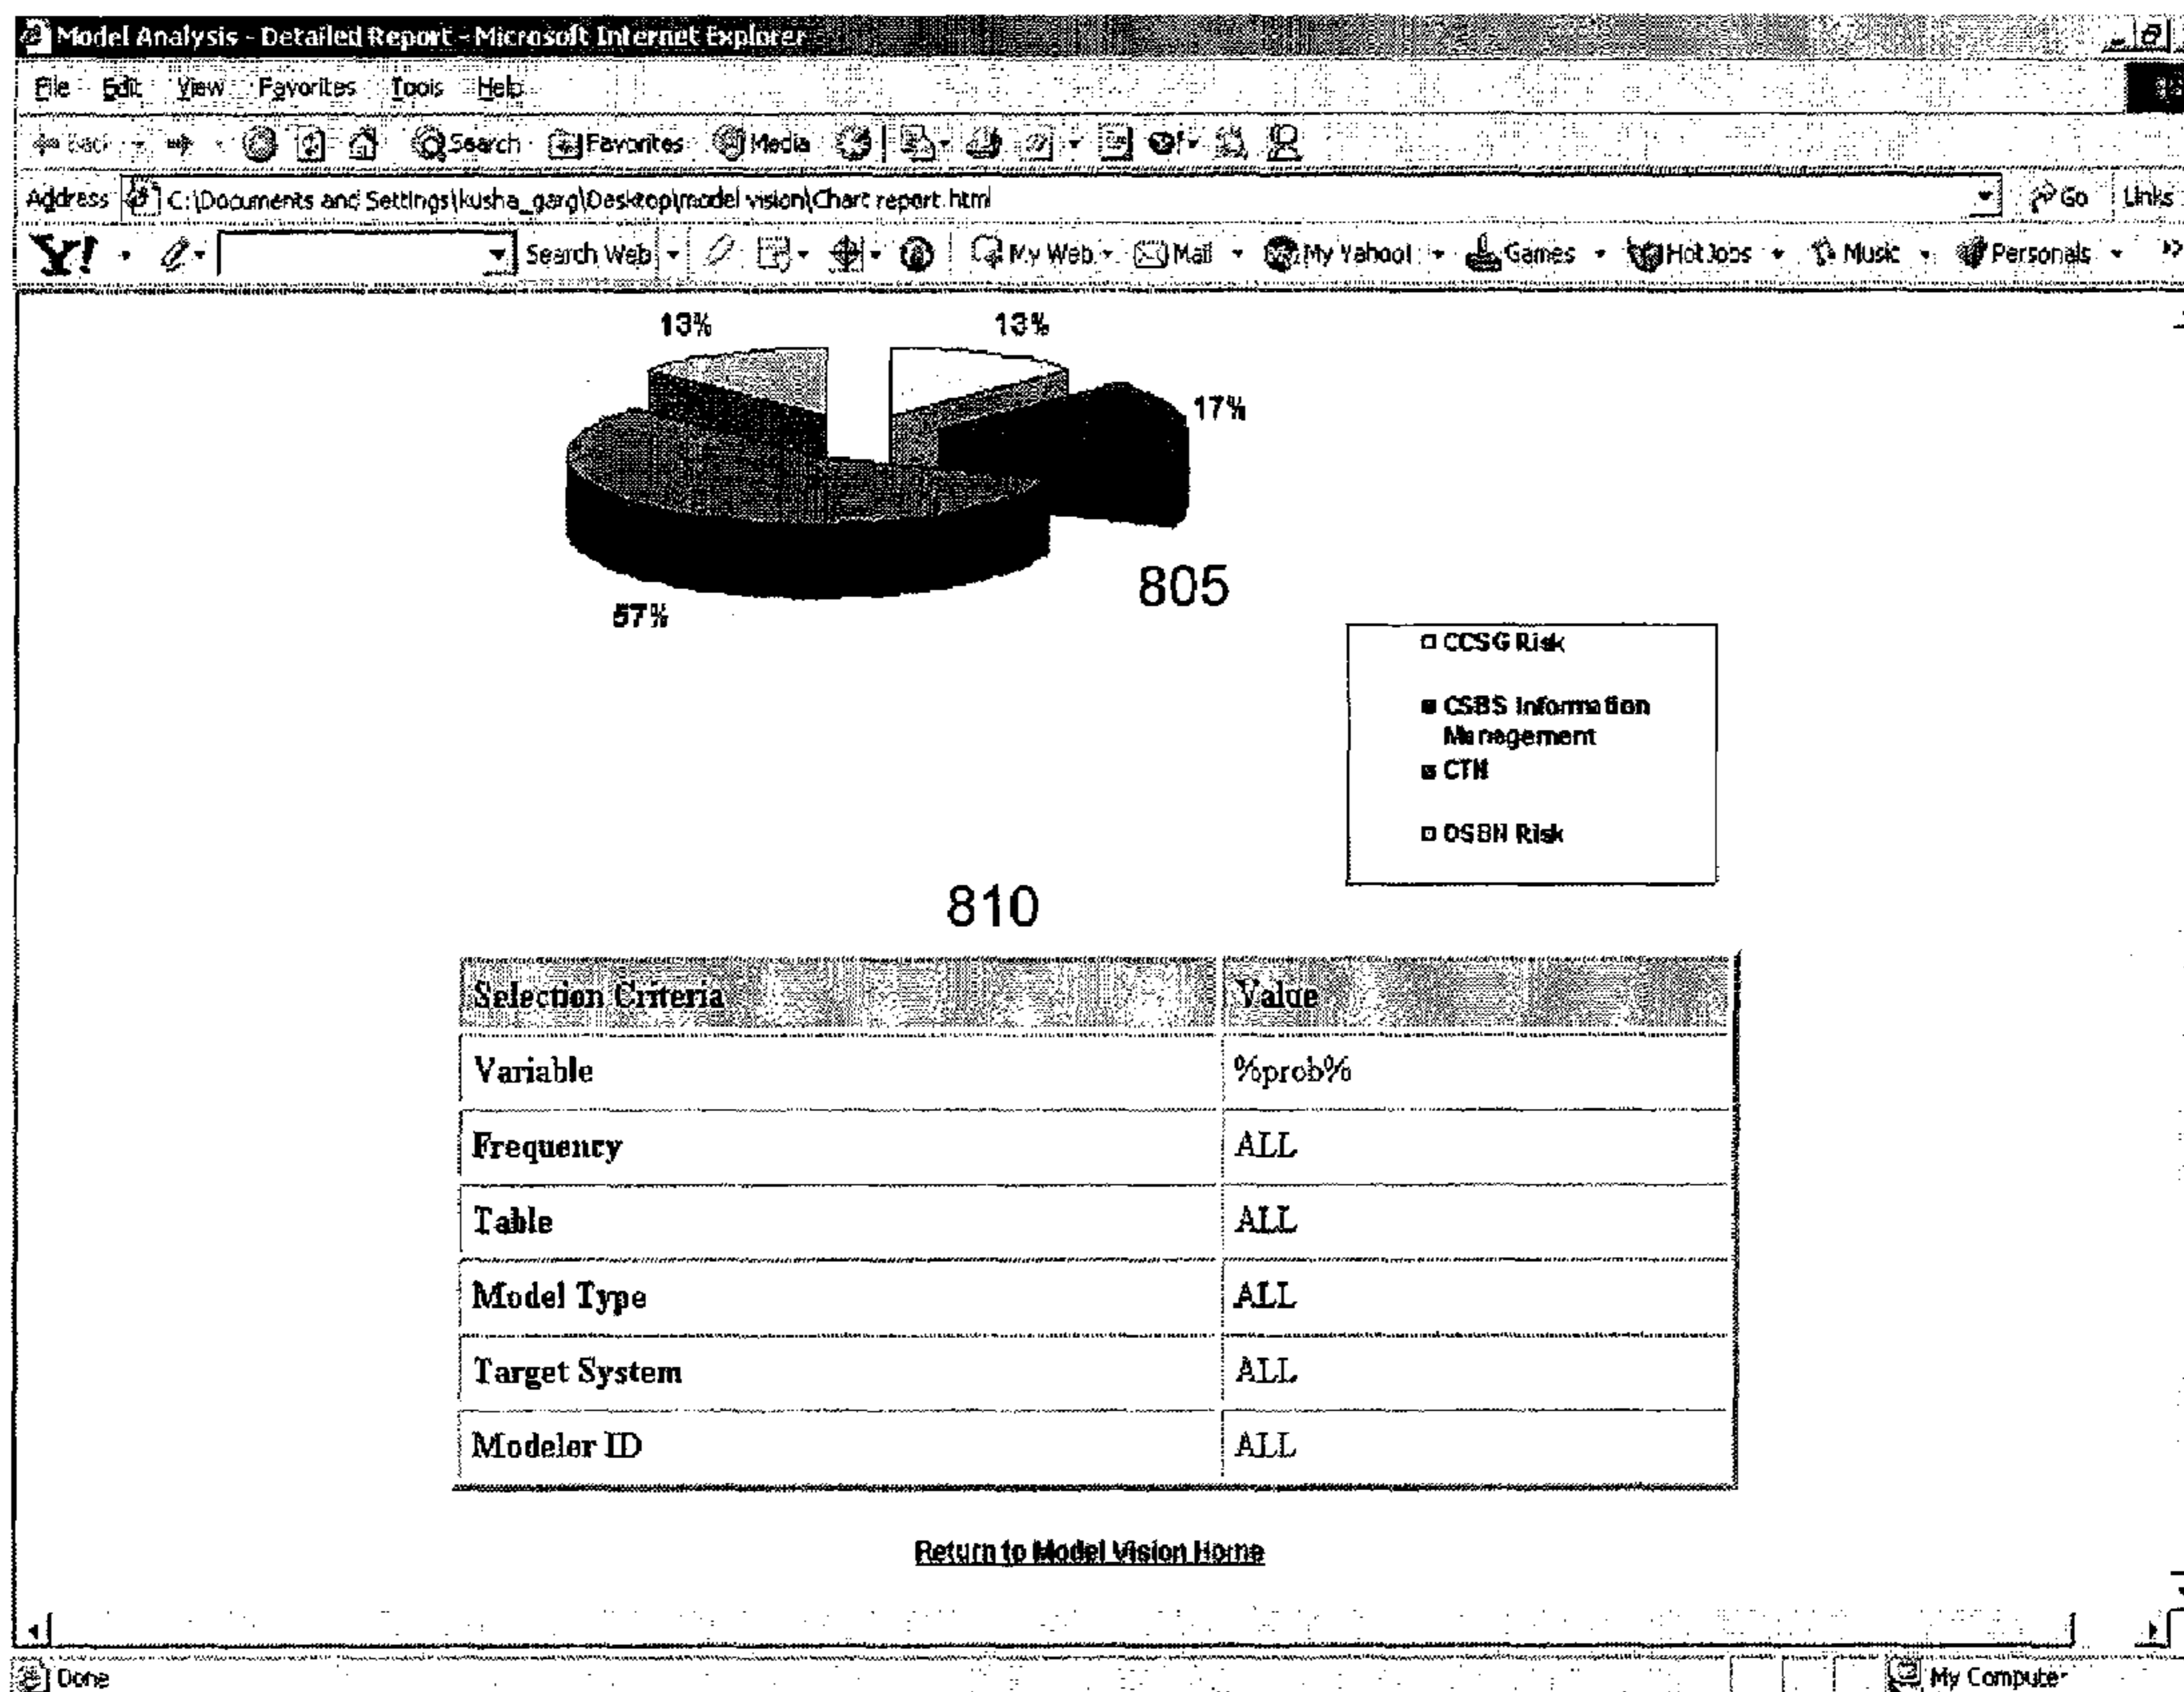 Model Analysis - Detailed Report - Microsoft Internet Explorer
File Edit View Favorites Tools Help
Back Search Favorites Media
Address C:\Documents and Settings\kusha_garg\Desktop\model vision\Chart report.html Go Links
Y! Search Web My Web Mail My Yahoo! Games HotJobs Music Personals »
13% 13%
17%
57%
805
CCSG Risk
CSBS Information
Management
CTN
OSBN Risk
810
Selection Criteria Value
Variable %prob%
Frequency ALL
Table ALL
Model Type ALL
Target System ALL
Modeler ID ALL
Return to Model Vision Home
Done My Computer